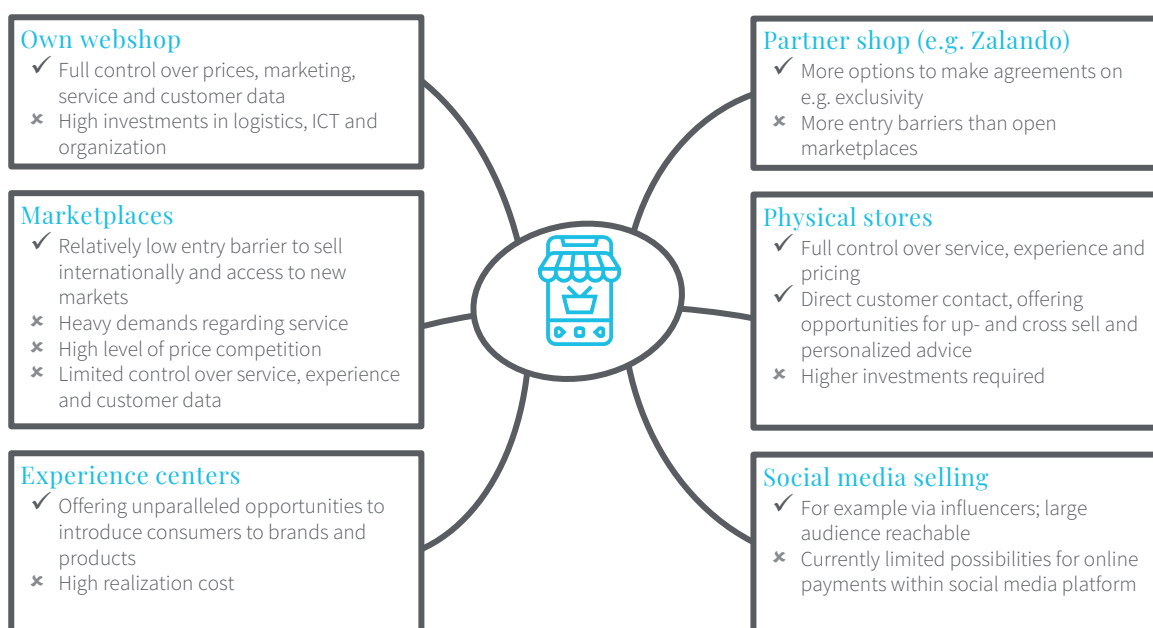 Own webshop
✓ Full control over prices, marketing,
service and customer data
× High investments in logistics, ICT and
organization
Marketplaces
✓ Relatively low entry barrier to sell
internationally and access to new
markets
× Heavy demands regarding service
× High level of price competition
× Limited control over service, experience
and customer data
Experience centers
✓ Offering unparalleled opportunities to
introduce consumers to brands and
products
× High realization cost
Partner shop (e.g. Zalando)
✓ More options to make agreements on
e.g. exclusivity
× More entry barriers than open
marketplaces
Physical stores
✓ Full control over service, experience and
pricing
✓ Direct customer contact, offering
opportunities for up- and cross sell and
personalized advice
× Higher investments required
Social media selling
✓ For example via influencers; large
audience reachable
× Currently limited possibilities for online
payments within social media platform